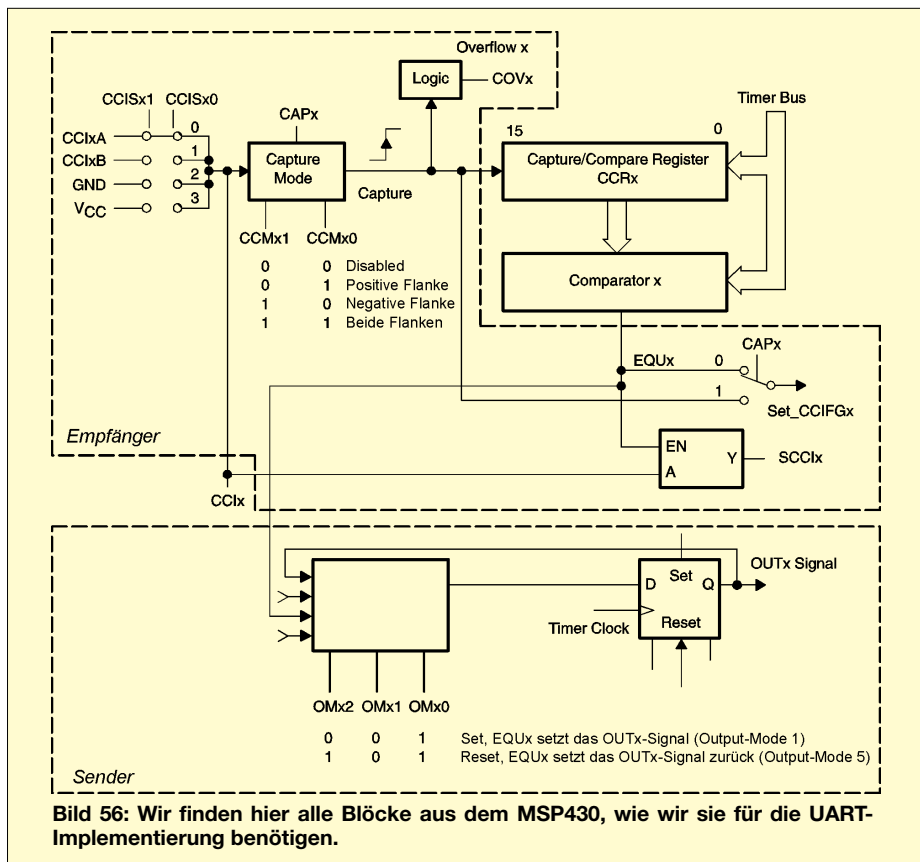 Overflow x
Logic
COVx
CCISx1 CCISx0
CCIxA
0
CCIxB
1
GND
2
VCC
3
CAPx
Capture Mode
Capture
CCMx1 CCMx0
0 0 Disabled
0 1 Positive Flanke
1 0 Negative Flanke
1 1 Beide Flanken
Timer Bus
15 0
Capture/Compare Register
CCRx
Comparator x
EQUx
0
CAPx
1
Set_CCIFGx
EN
A
Y
SCCIx
Empfänger
CCIx
OUTx Signal
Set
D Q
Timer Clock
Reset
OMx2 OMx1 OMx0
0 0 1 Set, EQUx setzt das OUTx-Signal (Output-Mode 1)
1 0 1 Reset, EQUx setzt das OUTx-Signal zurück (Output-Mode 5)
Sender
Bild 56: Wir finden hier alle Blöcke aus dem MSP430, wie wir sie für die UART-
Implementierung benötigen.